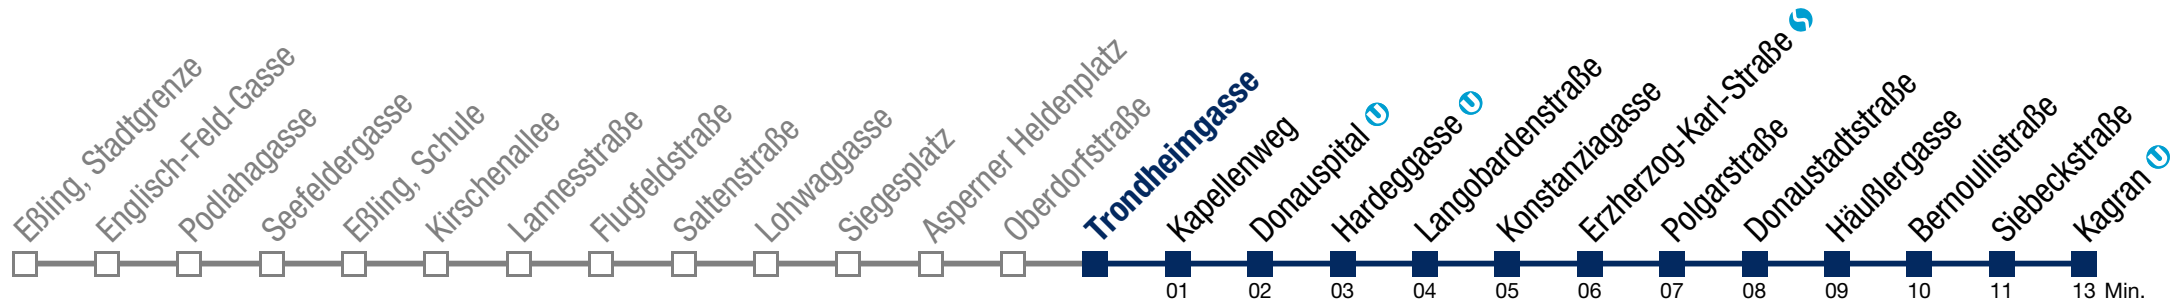 Eßling, Stadtgrenze
Englisch-Feld-Gasse
Podlahagasse
Seefeldergasse
Eßling, Schule
Kirschenallee
Lannesstraße
Flugfeldstraße
Saltenstraße
Lohwaggasse
Siegesplatz
Asperner Heldenplatz
Oberdorfstraße
Trondheimgasse
Kapellenweg
Donauspital U
Hardeggasse U
Langobardenstraße
Konstanziagasse
Erzherzog-Karl-Straße S
Polgarstraße
Donaustadtstraße
Häußlergasse
Bernoullistraße
Siebeckstraße
Kagran U
01 02 03 04 05 06 07 08 09 10 11 13 Min.